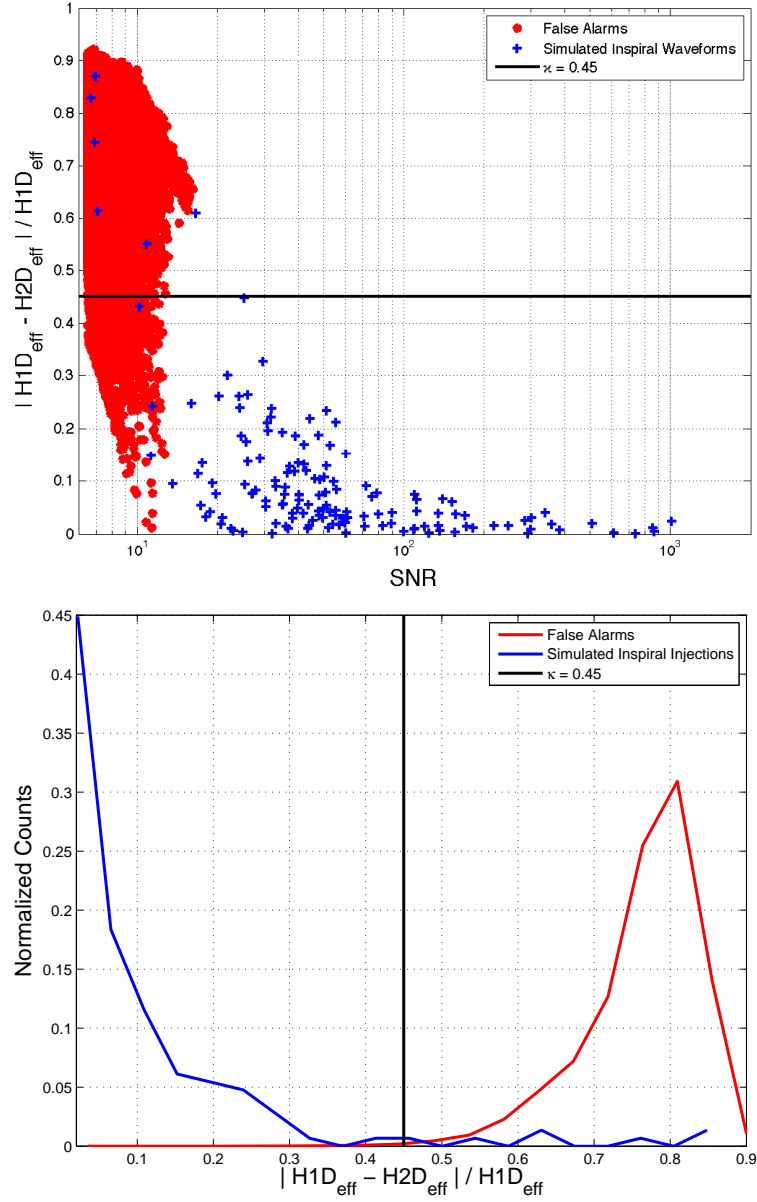 False Alarms
Simulated Inspiral Waveforms
ϰ = 0.45
| H1D_eff - H2D_eff | / H1D_eff
1
0.9
0.8
0.7
0.6
0.5
0.4
0.3
0.2
0.1
0
10^1
10^2
10^3
SNR
False Alarms
Simulated Inspiral Injections
κ = 0.45
Normalized Counts
0.45
0.4
0.35
0.3
0.25
0.2
0.15
0.1
0.05
0
0.1 0.2 0.3 0.4 0.5 0.6 0.7 0.8 0.9
| H1D_eff − H2D_eff | / H1D_eff